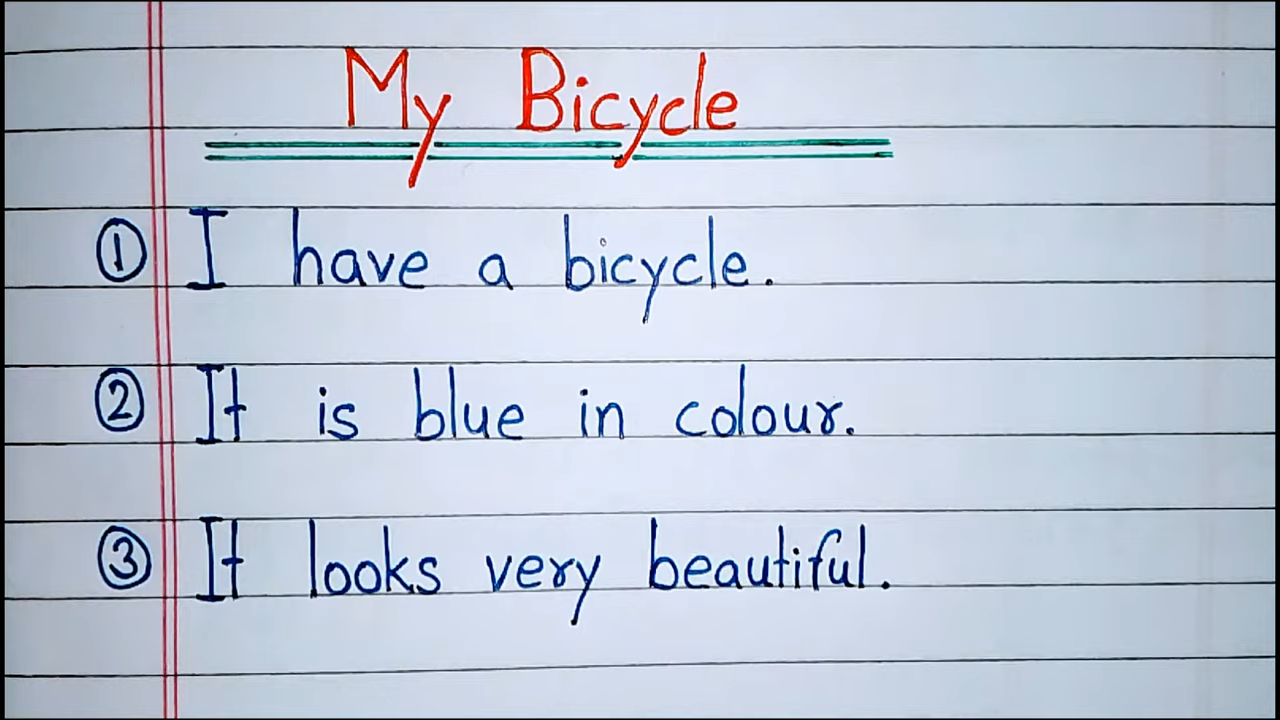 My Bicycle
① I have a bicycle.
② It is blue in colour.
③ It looks very beautiful.